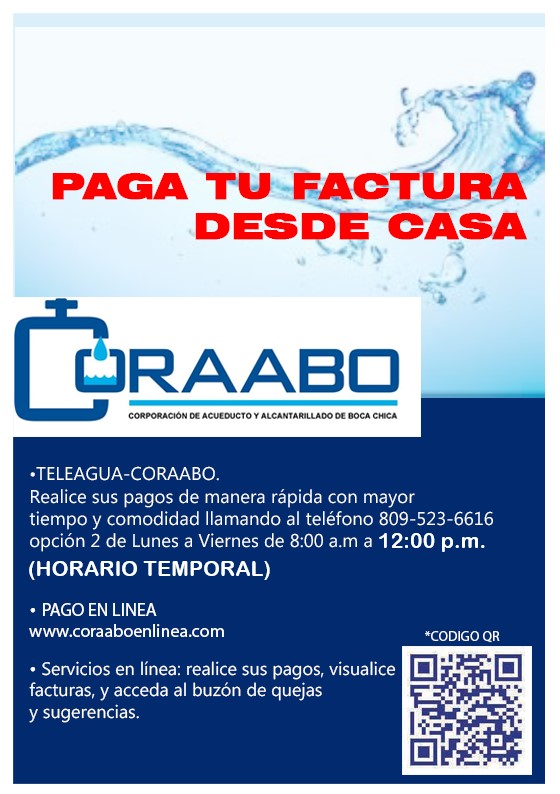 PAGA TU FACTURA
DESDE CASA
CORAABO
CORPORACIÓN DE ACUEDUCTO Y ALCANTARILLADO DE BOCA CHICA
•TELEAGUA-CORAABO.
Realice sus pagos de manera rápida con mayor
tiempo y comodidad llamando al teléfono 809-523-6616
opción 2 de Lunes a Viernes de 8:00 a.m a 12:00 p.m.
(HORARIO TEMPORAL)
• PAGO EN LINEA
www.coraaboenlinea.com
*CODIGO QR
• Servicios en línea: realice sus pagos, visualice
facturas, y acceda al buzón de quejas
y sugerencias.